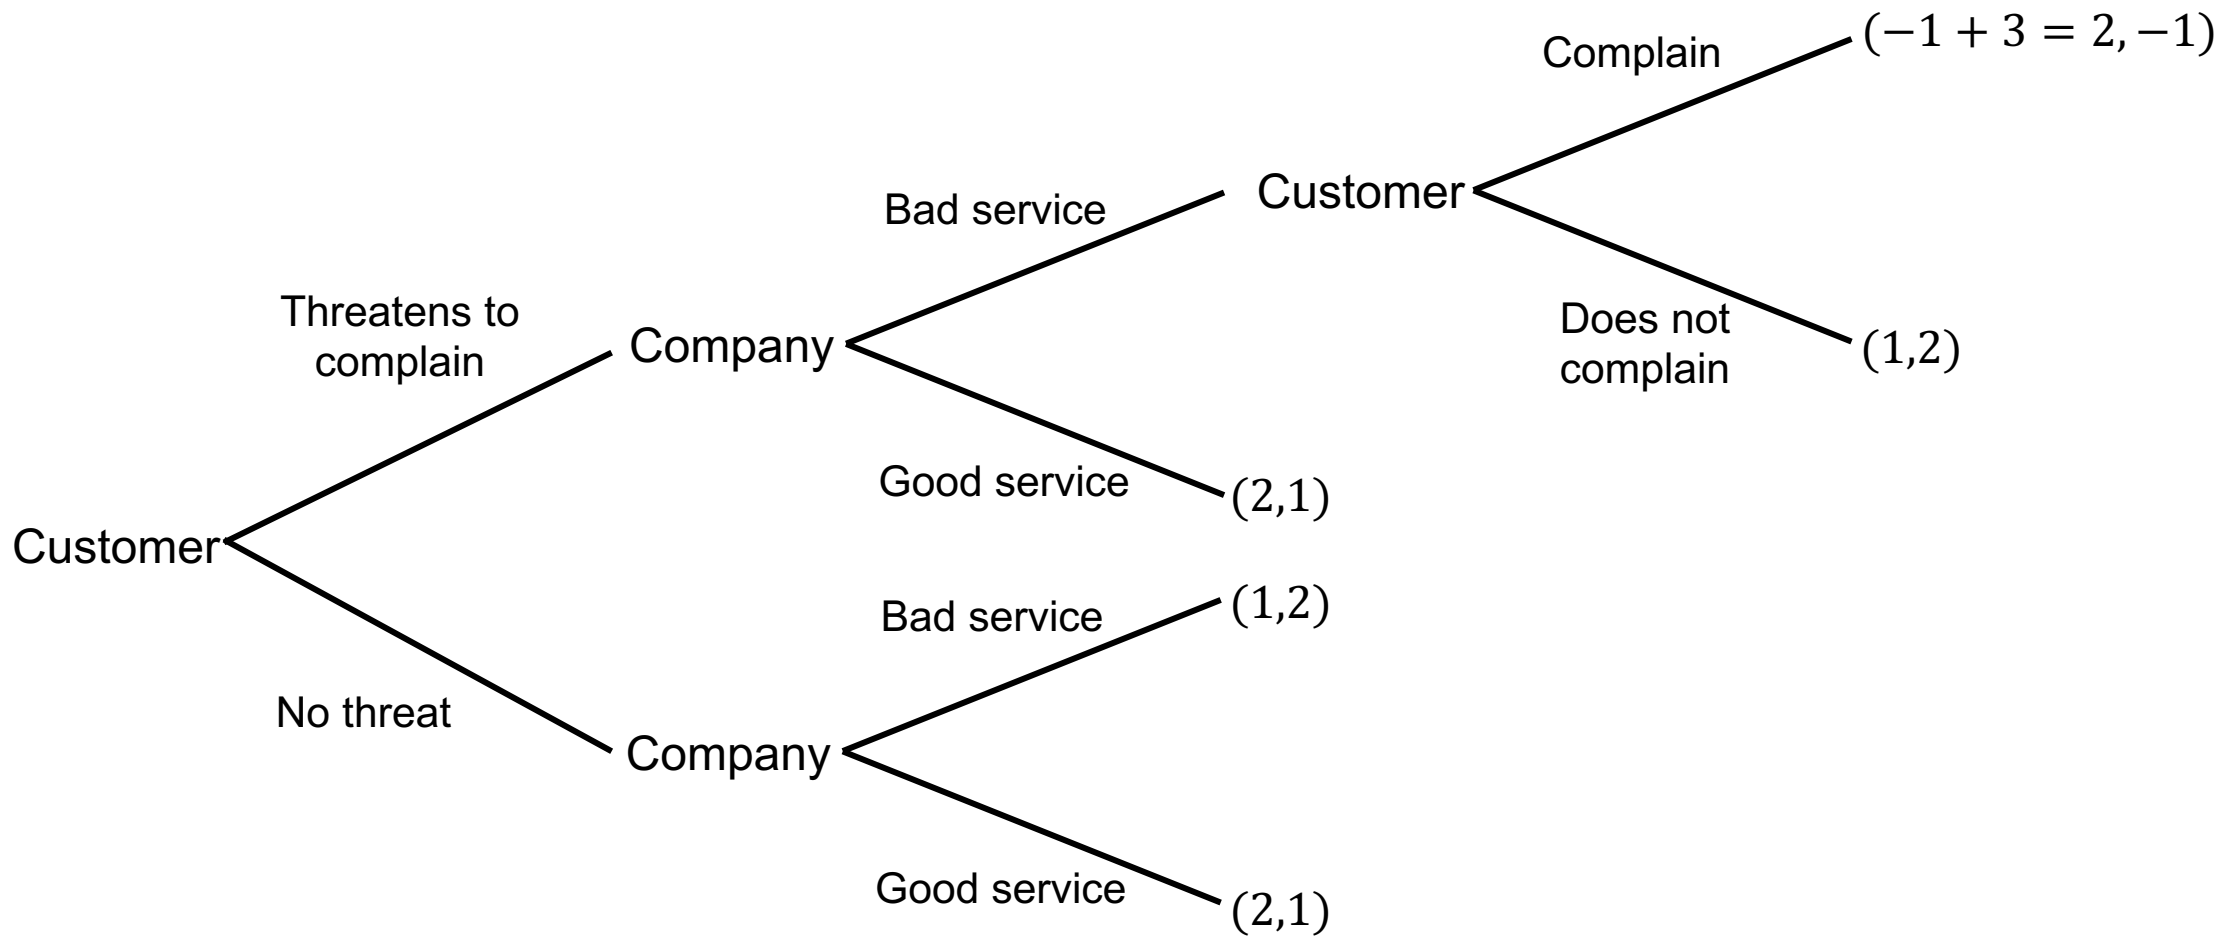 (−1 + 3 = 2, −1)
Complain
Customer
Bad service
Threatens to
complain
Company
Does not
complain
(1,2)
Good service
(2,1)
Customer
Bad service
(1,2)
No threat
Company
Good service
(2,1)